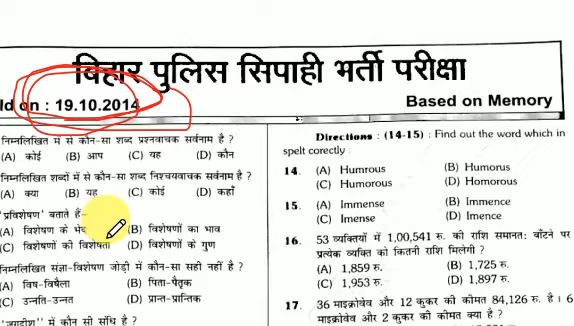 बिहार पुलिस सिपाही भर्ती परीक्षा
ld on : 19.10.2014
Based on Memory
निम्नलिखित में से कौन-सा शब्द प्रश्नवाचक सर्वनाम है ?
(A) कोई (B) आप (C) यह (D) कौन
निम्नलिखित शब्दों में से कौन-सा शब्द निश्चयवाचक सर्वनाम है ?
(A) क्या (B) यह (C) कोई (D) कहाँ
'प्रविशेषण' बताते हैं–
(A) विशेषण के भेद (B) विशेषणों का भाव
(C) विशेषणों की विशेषता (D) विशेषणों के गुण
निम्नलिखित संज्ञा-विशेषण जोड़ी में कौन-सा सही नहीं है ?
(A) विष-विषैला (B) पिता-पैतृक
(C) उन्नति-उन्नत (D) प्रान्त-प्रान्तिक
'जगदीश' में कौन सी संधि है ?
Directions : (14-15) : Find out the word which in
spelt corectly :
14. (A) Humrous (B) Humorus
(C) Humorous (D) Homorous
15. (A) Immense (B) Immence
(C) Imense (D) Imence
16. 53 व्यक्तियों में 1,00,541 रु. की राशि समानत: बाँटने पर
प्रत्येक व्यक्ति को कितनी राशि मिलेगी ?
(A) 1,859 रु. (B) 1,725 रु.
(C) 1,953 रु. (D) 1,897 रु.
17. 36 माइक्रोवेव और 12 कुकर की कीमत 84,126 रु. है । 6
माइक्रोवेव और 2 कुकर की कीमत क्या है ?